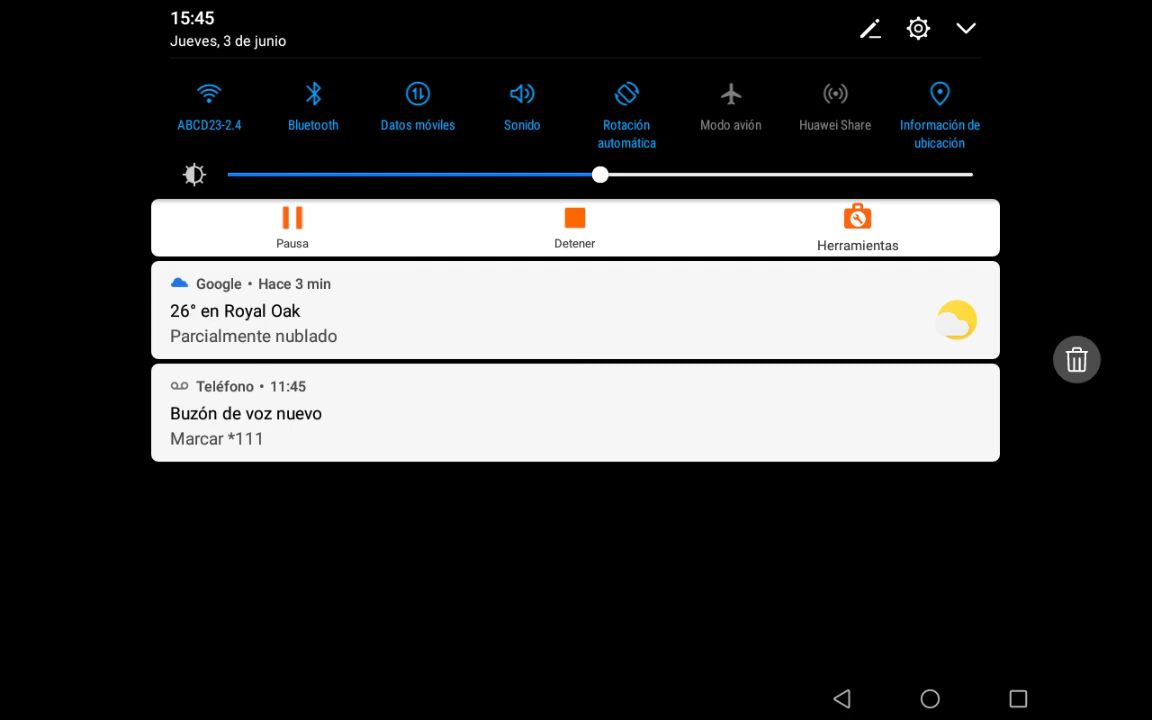 15:45
Jueves, 3 de junio
ABCD23-2.4
Bluetooth
Datos móviles
Sonido
Rotación
automática
Modo avión
Huawei Share
Información de
ubicación
Pausa
Detener
Herramientas
Google • Hace 3 min
26° en Royal Oak
Parcialmente nublado
Teléfono • 11:45
Buzón de voz nuevo
Marcar *111